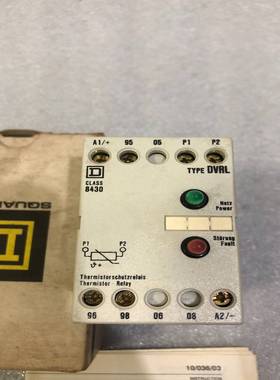 A1/+ 95 05 P1 P2
TYPE DVRL
D
CLASS
8430
Netz
Power
Störung
Fault
P1 P2
ϑ+
Thermistorschutzrelais
Thermistor - Relay
96 98 06 08 A2/-
SQUAR
D
10/036/03
INSTRUCTION